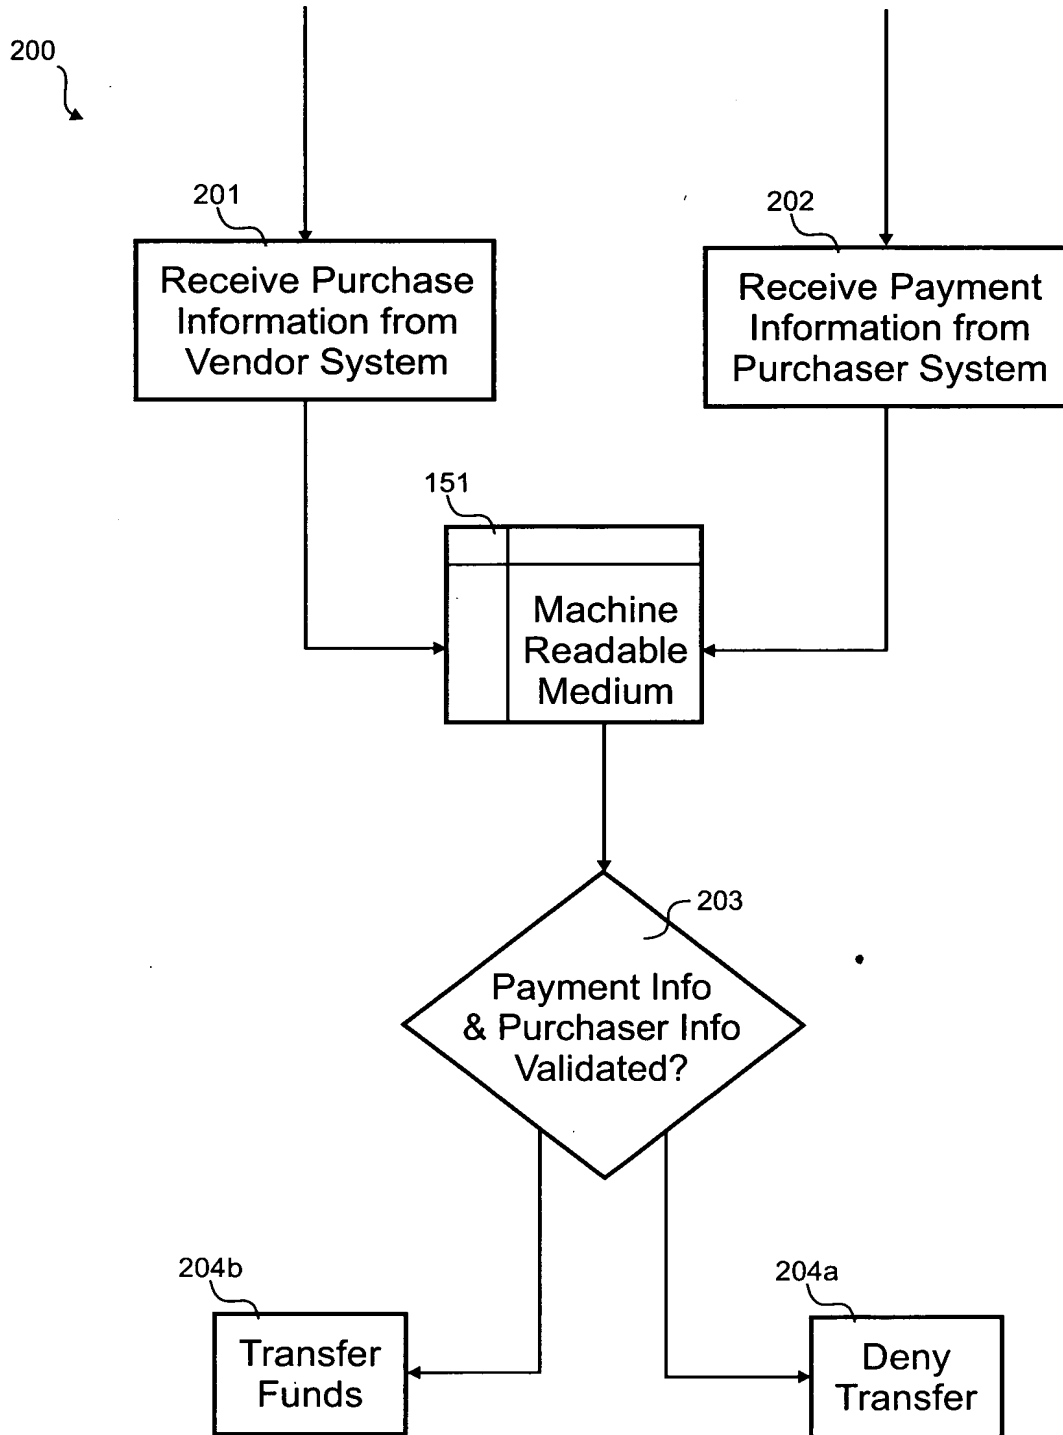 200
201
202
Receive Purchase
Information from
Vendor System
Receive Payment
Information from
Purchaser System
151
Machine
Readable
Medium
203
Payment Info
& Purchaser Info
Validated?
204b
204a
Transfer
Funds
Deny
Transfer